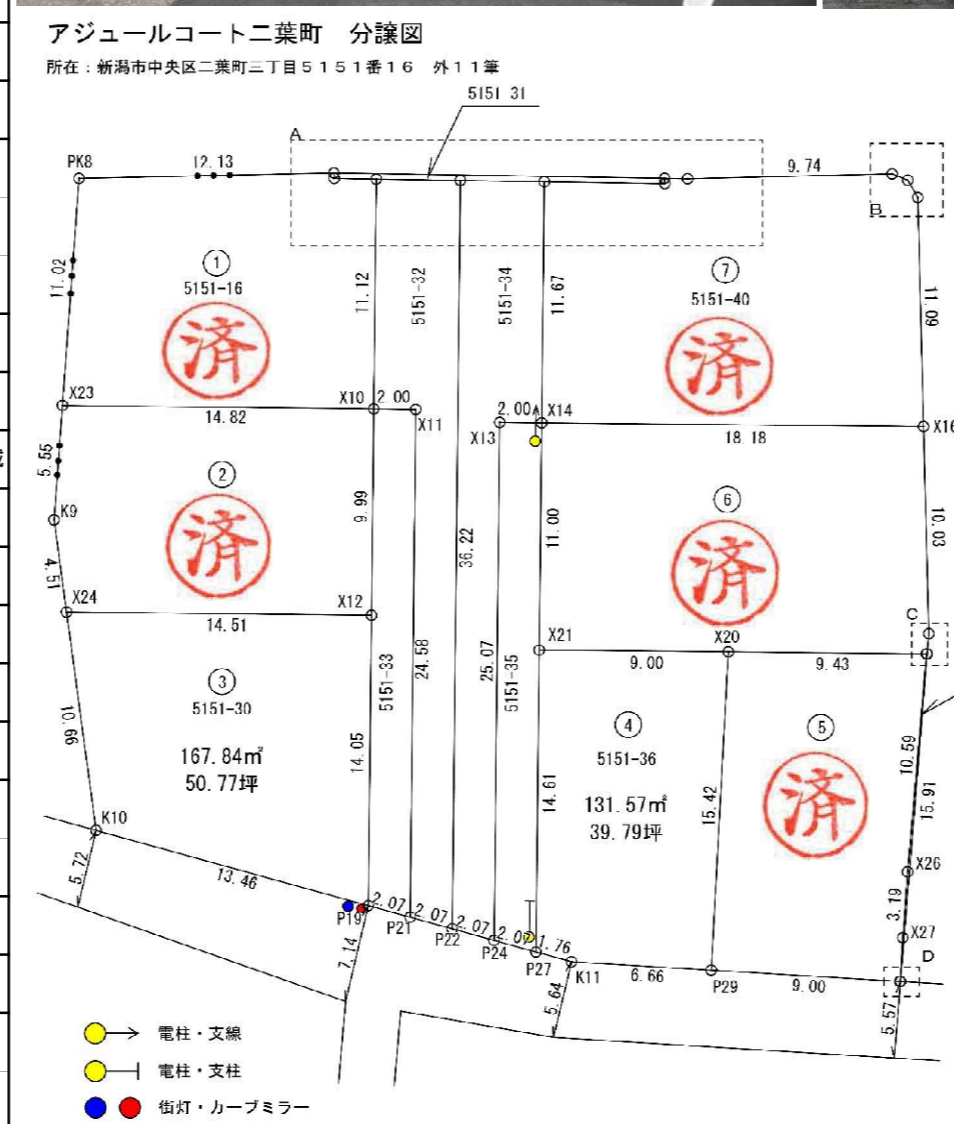 アジュールコート二葉町 分譲図
所在：新潟市中央区二葉町三丁目5151番16 外11筆
5151 31
A
PK8
12.13
9.74
B
①
5151-16
済
11.02
11.12
5151-32
5151-34
11.67
⑦
5151-40
済
11.09
X23
14.82
X10
2.00
X11
2.00
X13
X14
18.18
X16
5.55
K9
②
済
9.99
36.22
11.00
⑥
済
10.03
4.51
X24
14.51
X12
C
X21
X20
9.00
9.43
③
5151-30
167.84㎡
50.77坪
10.66
14.05
5151-33
24.58
25.07
5151-35
14.61
④
5151-36
131.57㎡
39.79坪
15.42
⑤
済
10.59
15.91
X26
3.19
X27
D
K10
5.72
13.46
P19
2.07
P21
2.07
P22
2.07
P24
2.07
P27
1.76
K11
7.14
5.64
6.66
P29
9.00
5.57
電柱・支線
電柱・支柱
街灯・カーブミラー